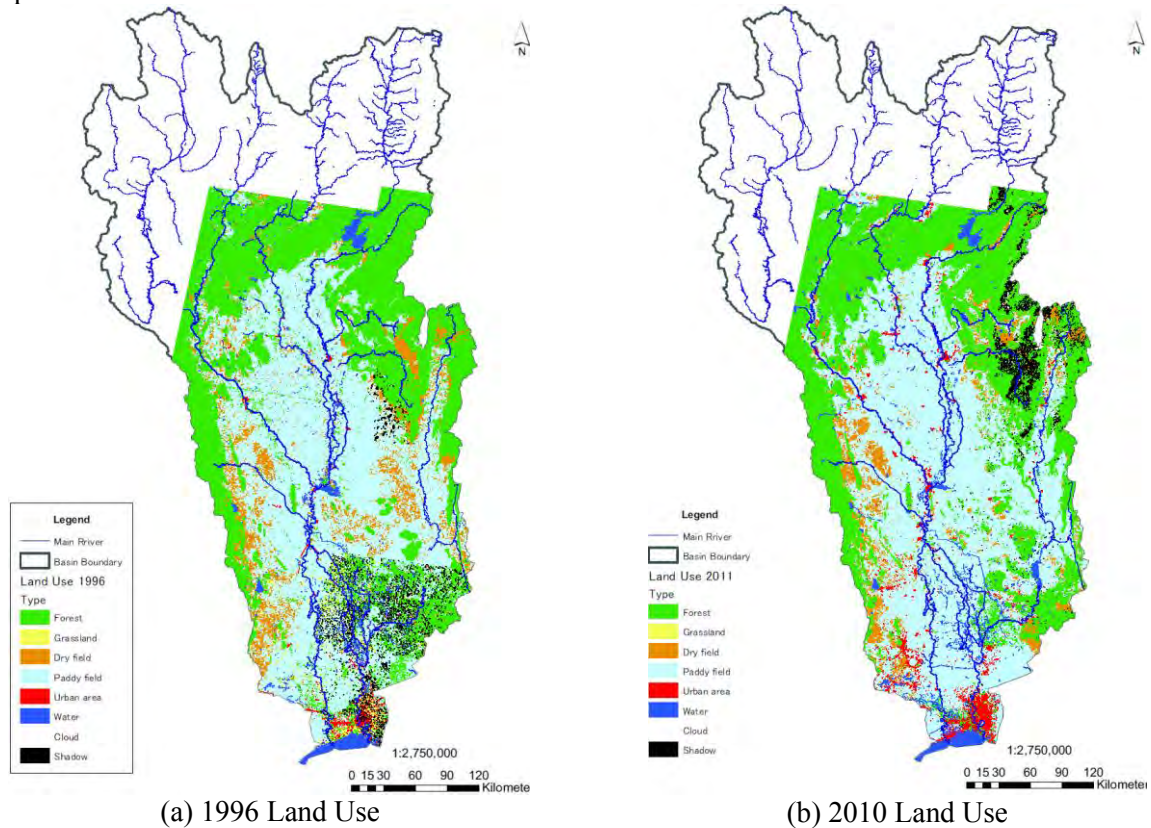 N
N
Legend
Main Rriver
Basin Boundary
Land Use 1996
Type
Forest
Grassland
Dry field
Paddy field
Urban area
Water
Cloud
Shadow
1:2,750,000
0 15 30 60 90 120
Kilomete
Legend
Main Rriver
Basin Boundary
Land Use 2011
Type
Forest
Grassland
Dry field
Paddy field
Urban area
Water
Cloud
Shadow
1:2,750,000
0 15 30 60 90 120
Kilomete
(a) 1996 Land Use
(b) 2010 Land Use